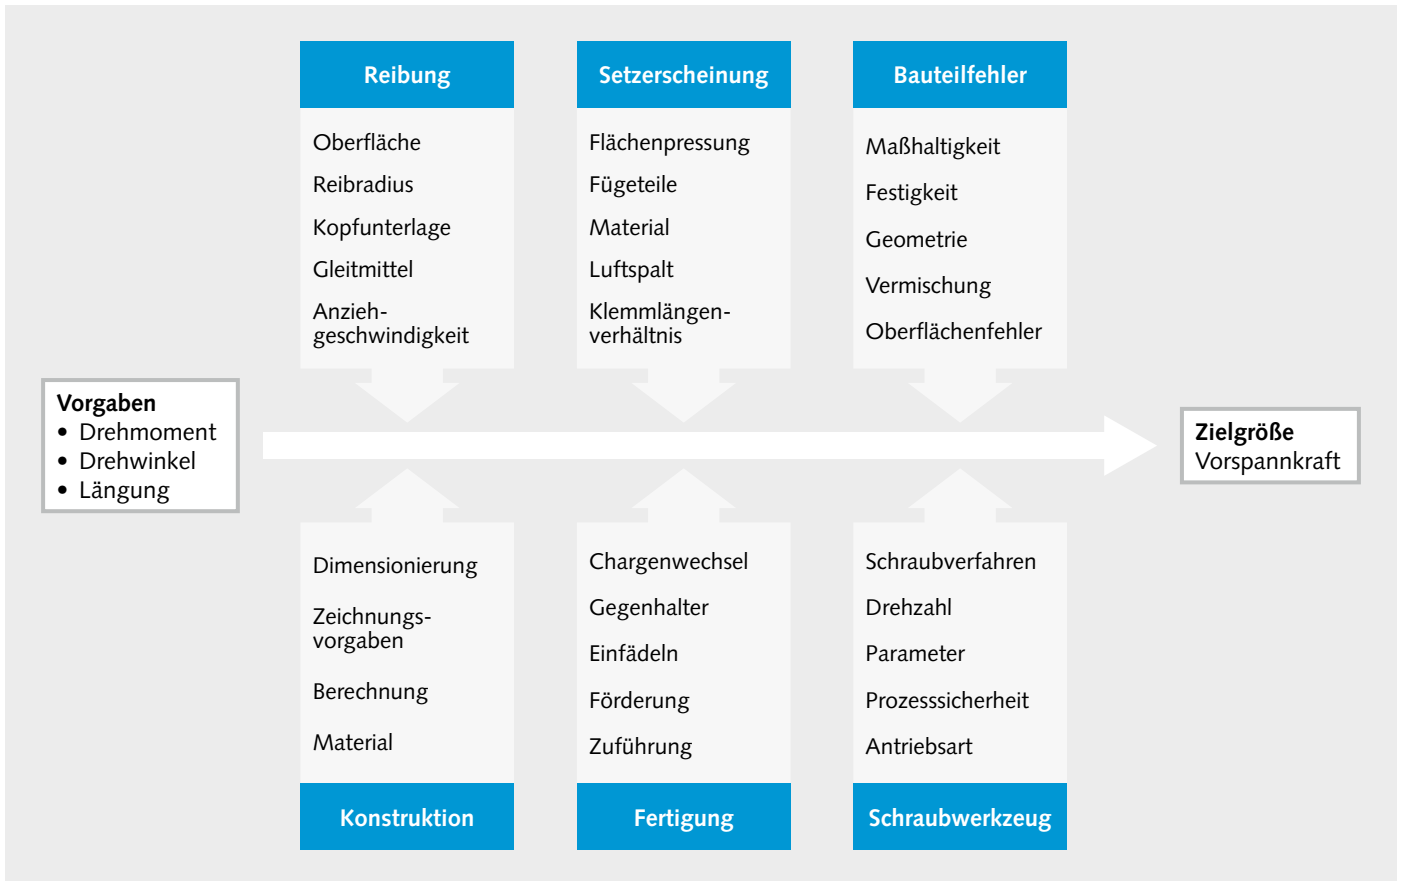 Reibung
Oberfläche
Reibradius
Kopfunterlage
Gleitmittel
Anzieh-
geschwindigkeit
Setzerscheinung
Flächenpressung
Fügeteile
Material
Luftspalt
Klemmlängen-
verhältnis
Bauteilfehler
Maßhaltigkeit
Festigkeit
Geometrie
Vermischung
Oberflächenfehler
Vorgaben
• Drehmoment
• Drehwinkel
• Längung
Zielgröße
Vorspannkraft
Dimensionierung
Zeichnungs-
vorgaben
Berechnung
Material
Konstruktion
Chargenwechsel
Gegenhalter
Einfädeln
Förderung
Zuführung
Fertigung
Schraubverfahren
Drehzahl
Parameter
Prozesssicherheit
Antriebsart
Schraubwerkzeug